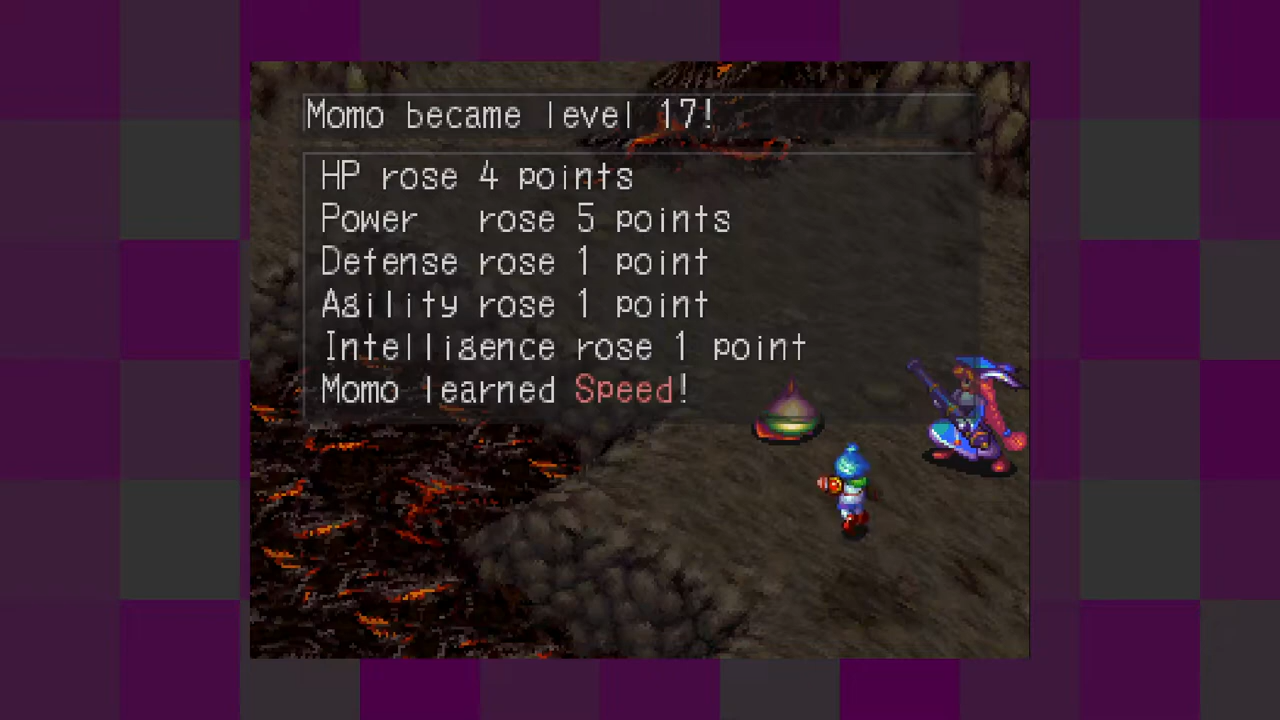 Momo became level 17!
HP rose 4 points
Power rose 5 points
Defense rose 1 point
Agility rose 1 point
Intelligence rose 1 point
Momo learned Speed!